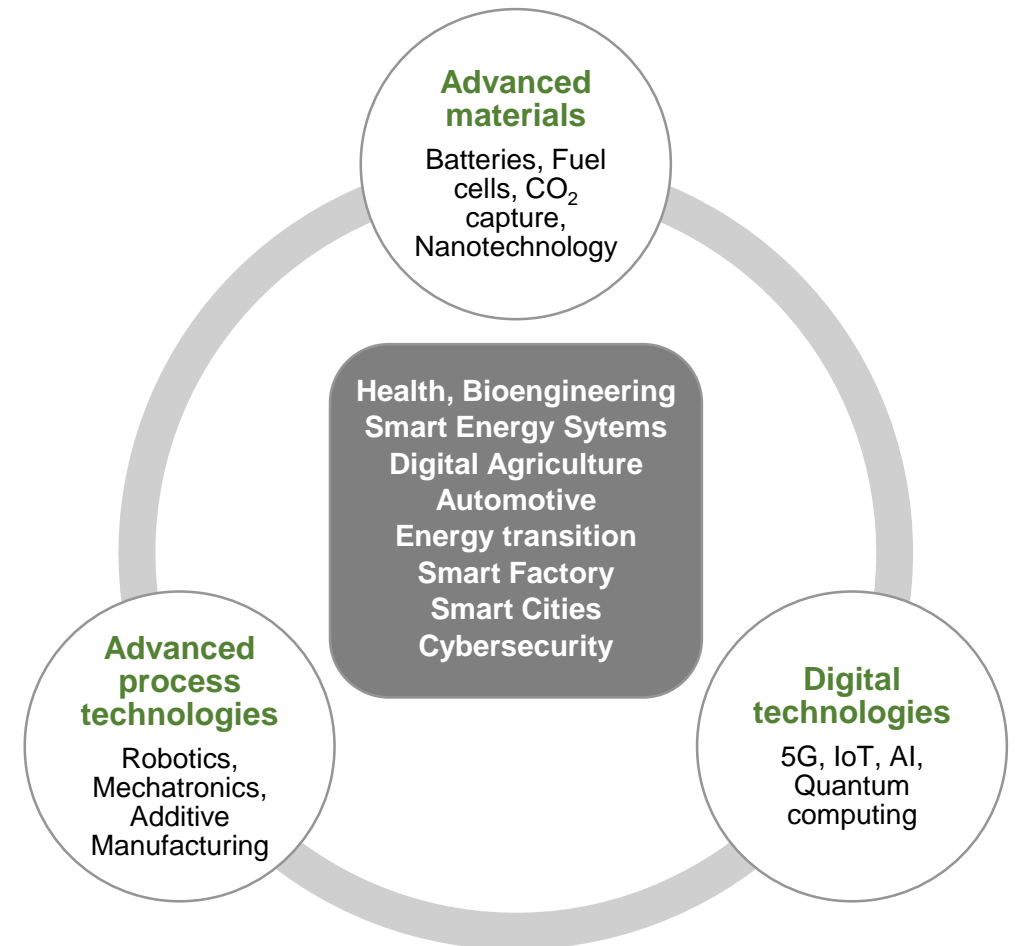 Advanced
materials
Batteries, Fuel
cells, CO₂
capture,
Nanotechnology
Health, Bioengineering
Smart Energy Sytems
Digital Agriculture
Automotive
Energy transition
Smart Factory
Smart Cities
Cybersecurity
Advanced
process
technologies
Robotics,
Mechatronics,
Additive
Manufacturing
Digital
technologies
5G, IoT, AI,
Quantum
computing